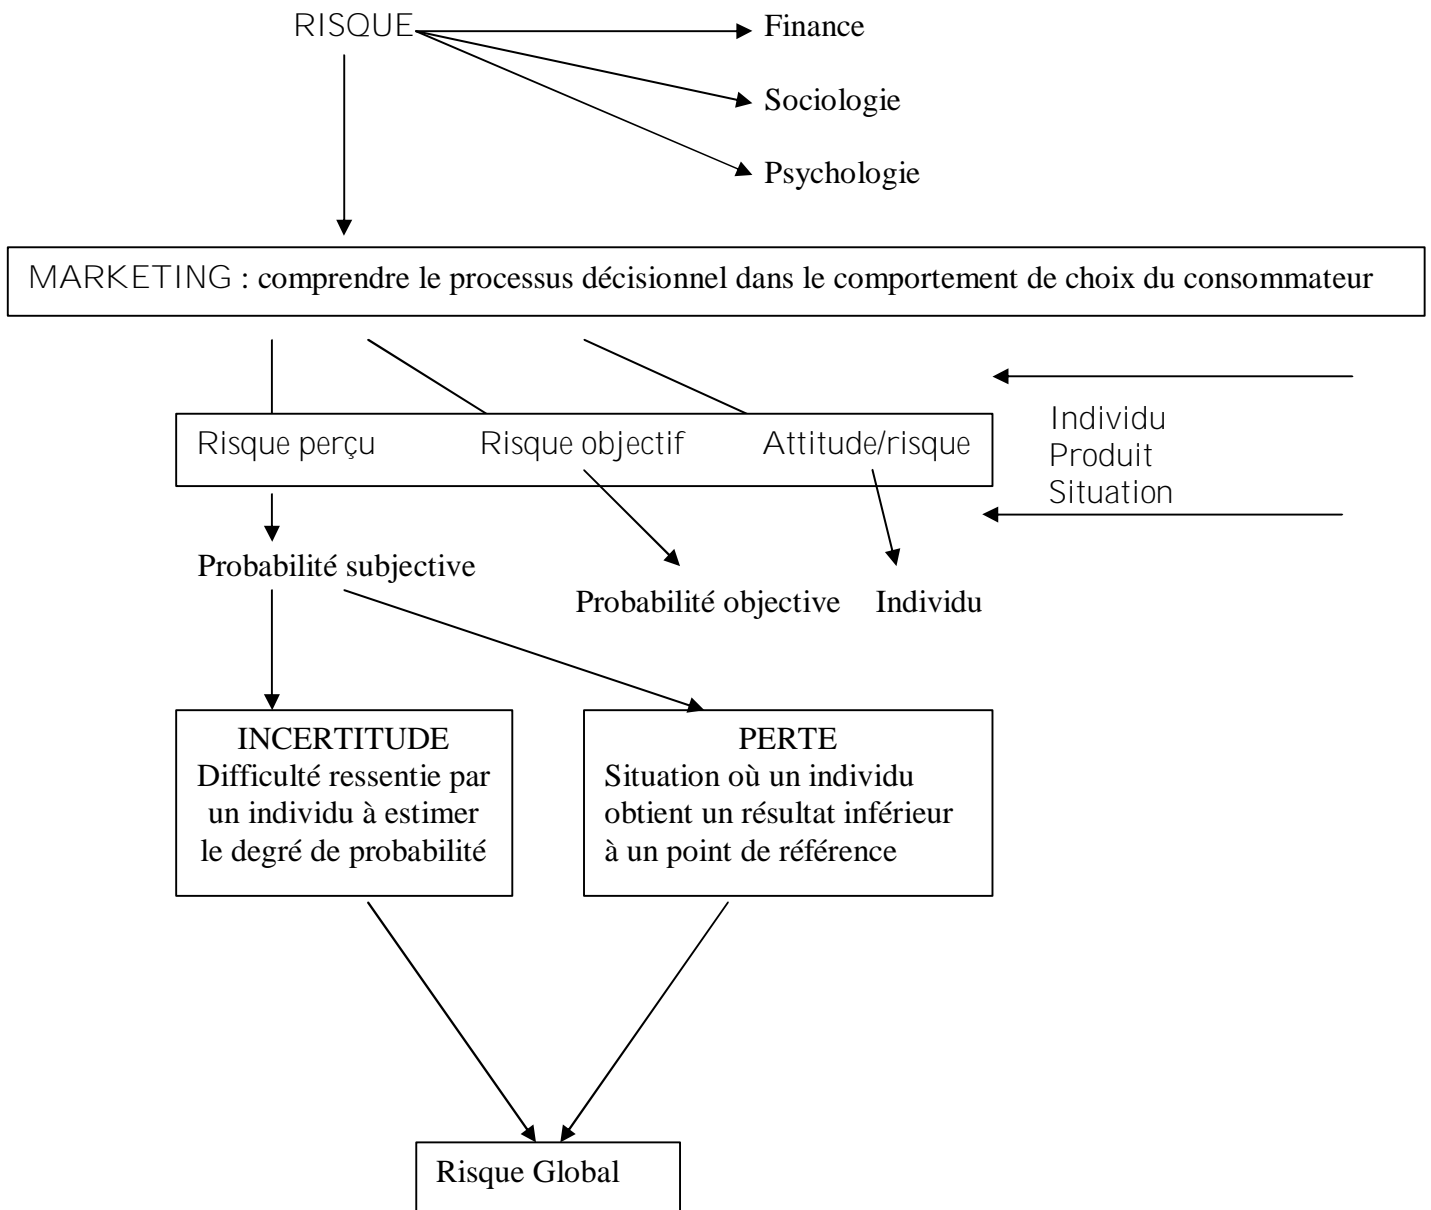 RISQUE
Finance
Sociologie
Psychologie
MARKETING : comprendre le processus décisionnel dans le comportement de choix du consommateur
Risque perçu
Risque objectif
Attitude/risque
Individu
Produit
Situation
Probabilité subjective
Probabilité objective
Individu
INCERTITUDE
Difficulté ressentie par
un individu à estimer
le degré de probabilité
PERTE
Situation où un individu
obtient un résultat inférieur
à un point de référence
Risque Global